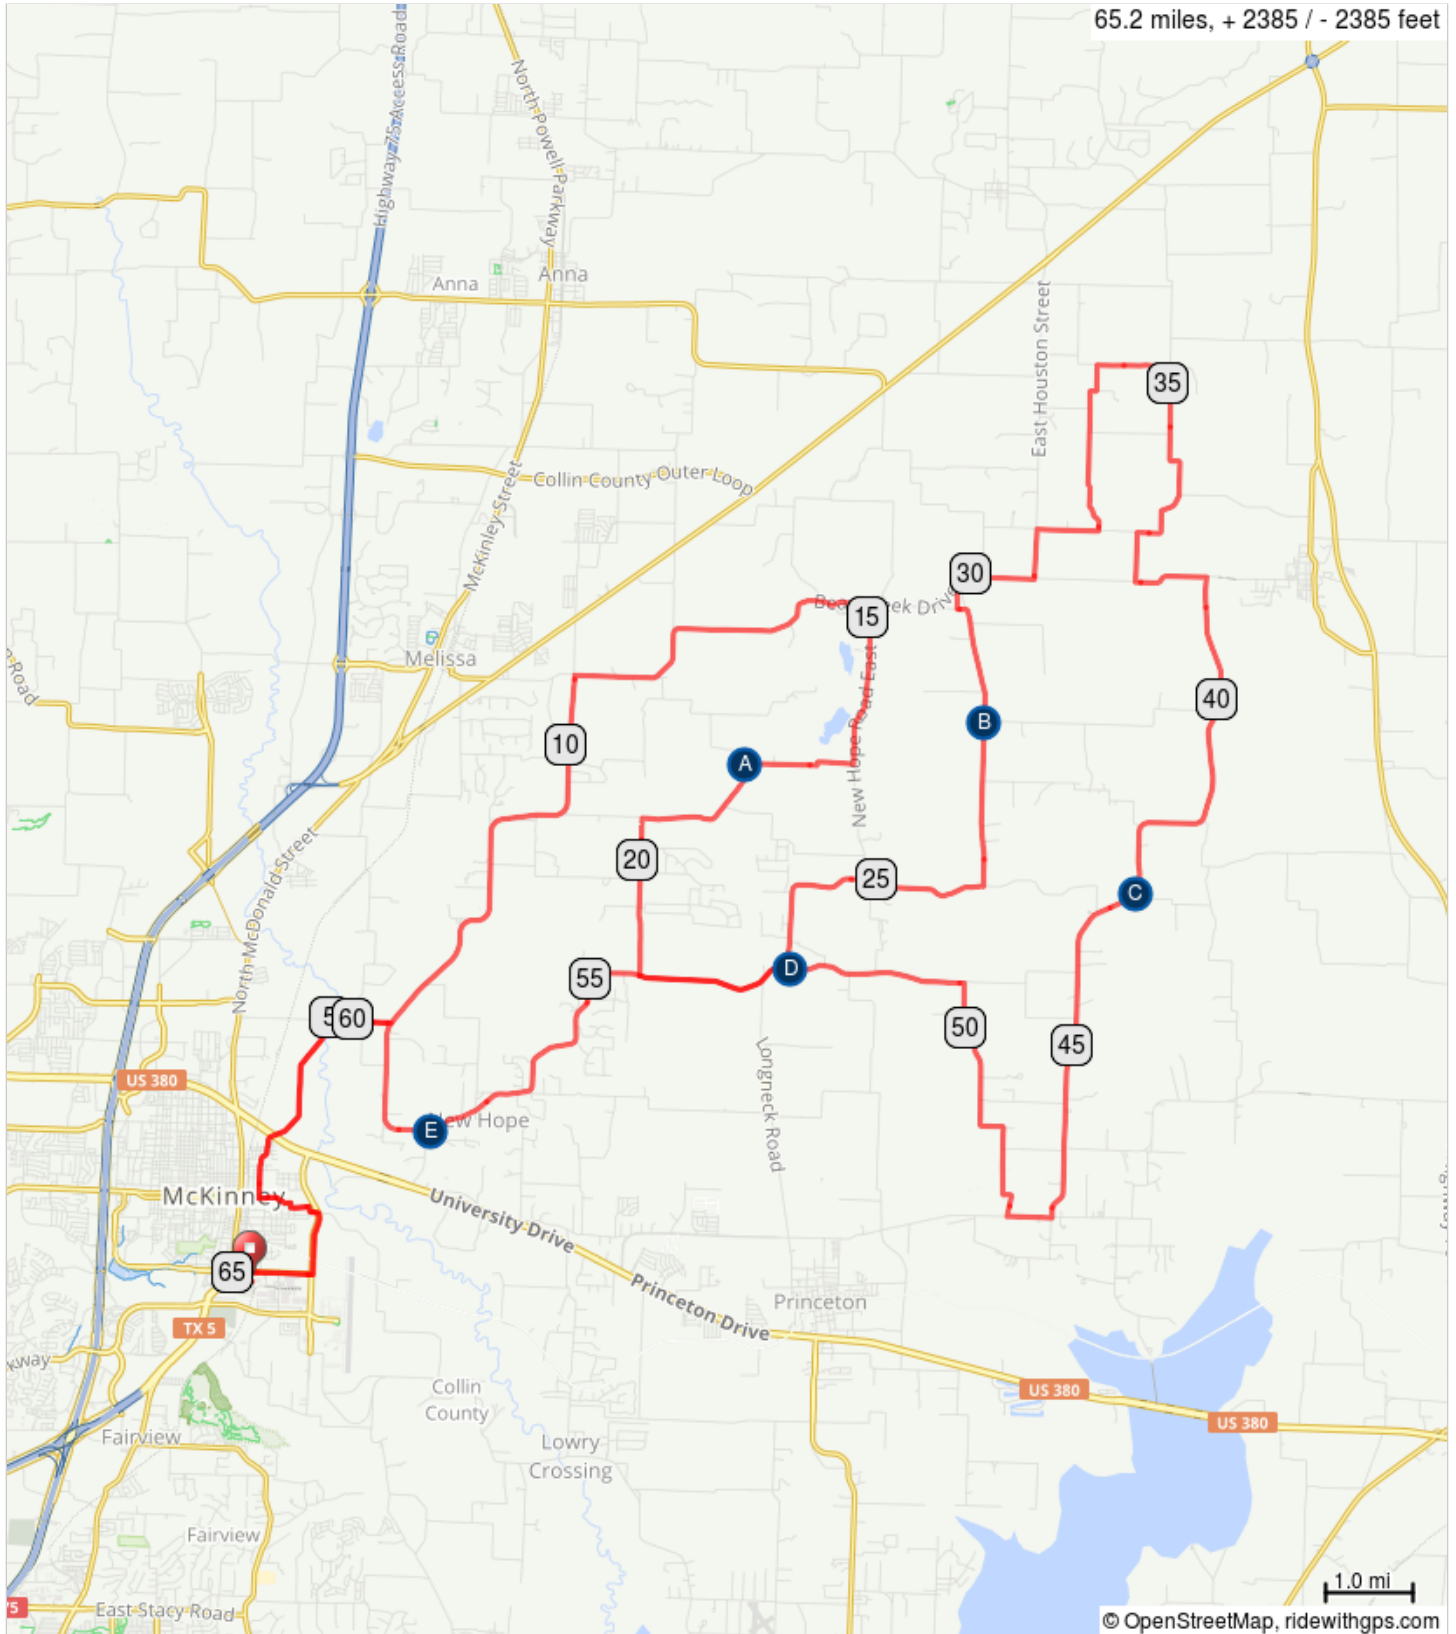 65.2 miles, + 2385 / - 2385 feet
Highway 75 Access Road
North Powell Parkway
Anna
Anna
East Houston Street
35
Collin County Outer Loop
McKinley Street
30
15
New Hope Road East
Melissa
Road
40
B
10
A
20
25
C
North McDonald Street
D
55
5
60
50
45
US 380
Longneck Road
E
New Hope
McKinney
University Drive
65
Princeton Drive
Princeton
TX 5
kway
Collin
County
US 380
US 380
Fairview
Lowry
Crossing
Fairview
East Stacy Road
1.0 mi
© OpenStreetMap, ridewithgps.com